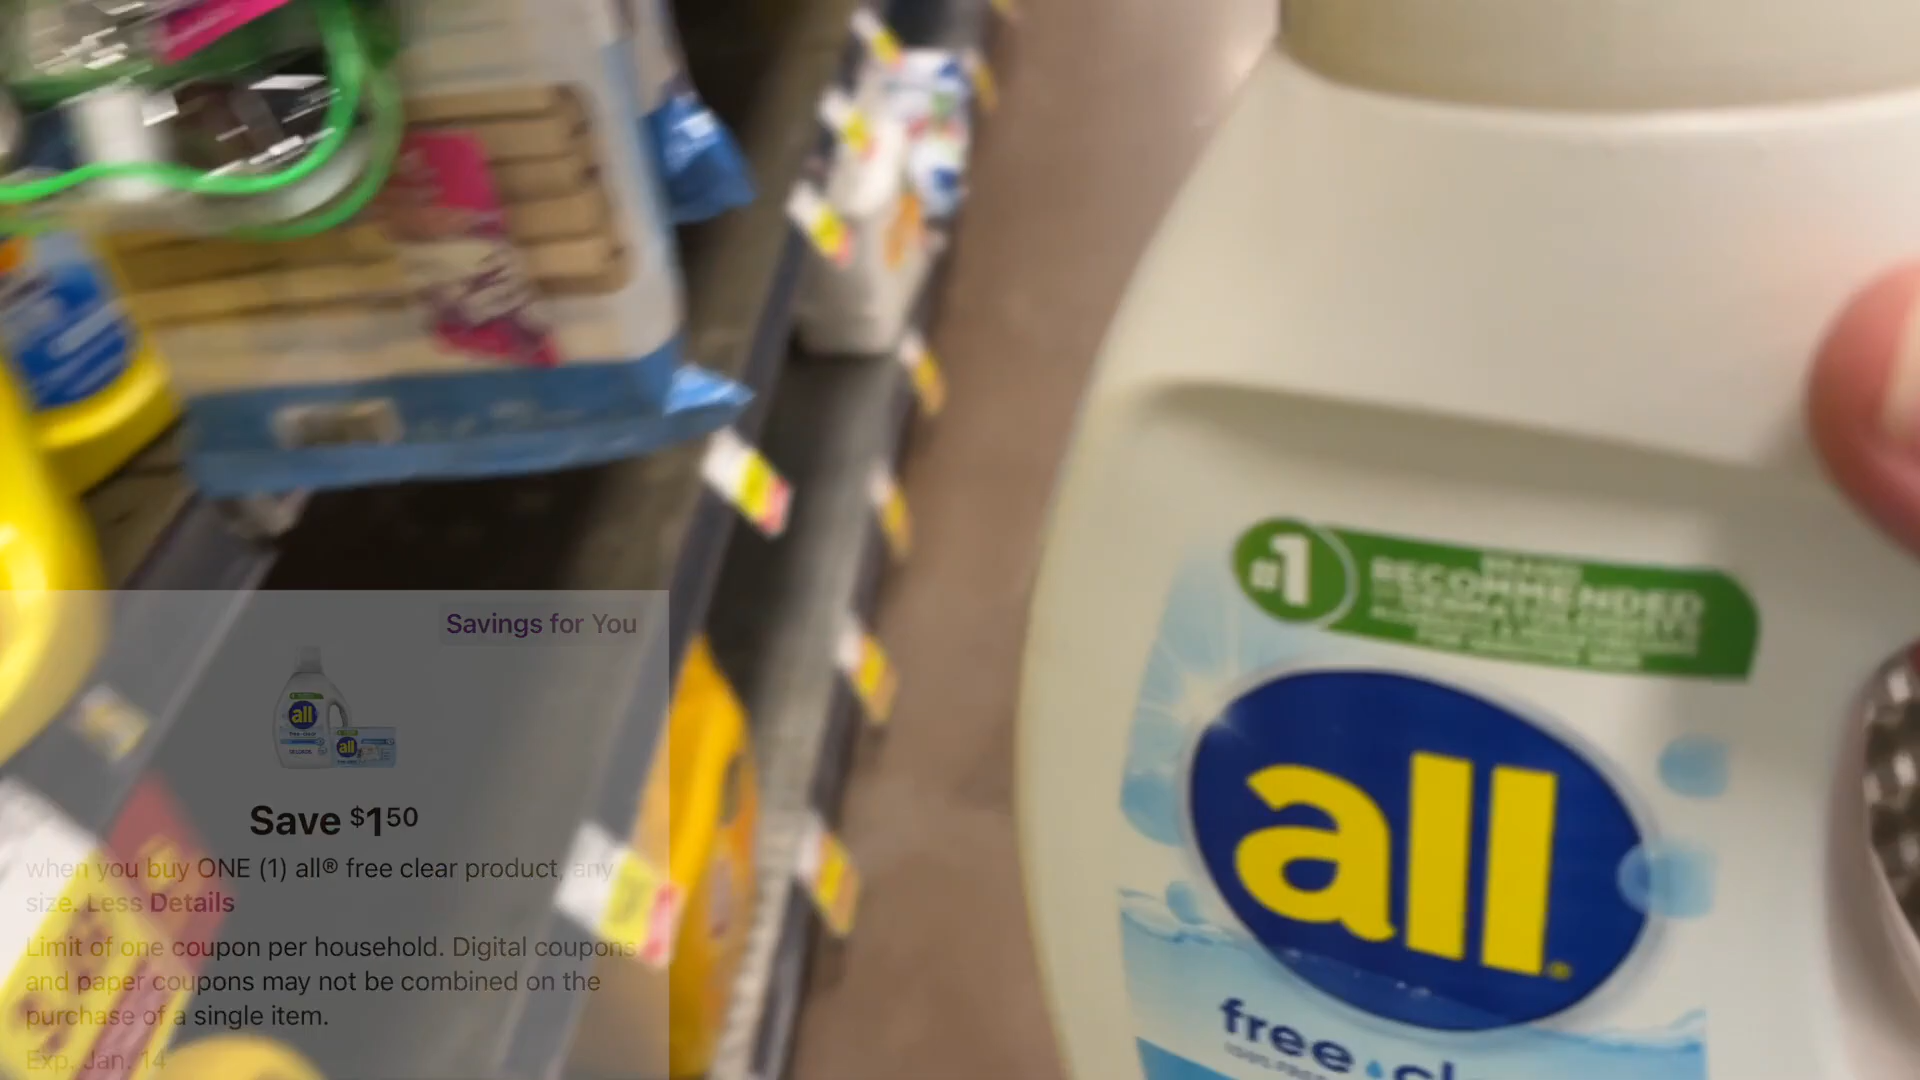 Savings for You
all
all
Save $1 50
when you buy ONE (1) all® free clear product, any
size. Less Details
Limit of one coupon per household. Digital coupons
and paper coupons may not be combined on the
purchase of a single item.
Exp. Jan. 14
#1
RECOMMENDED
all®
free cl